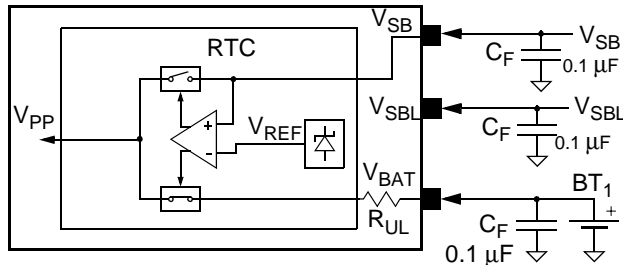 V_SB
RTC
V_SB
C_F
0.1 µF
V_PP
+
-
V_REF
V_SBL
V_SBL
C_F
0.1 µF
V_BAT
R_UL
BT_1
+
C_F
0.1 µF